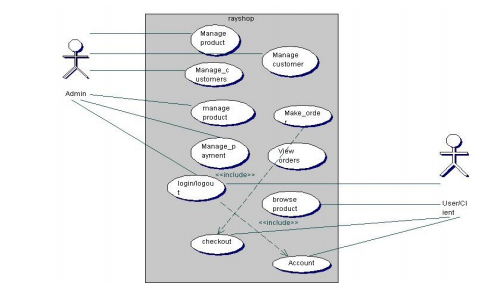 rayshop
Manage
product
Manage
customer
Manage_c
ustomers
Admin
manage
product
Make_orde
r
Manage_p
ayment
View
orders
<<include>>
login/logou
t
browse
product
User/Cl
ient
<<include>>
checkout
Account